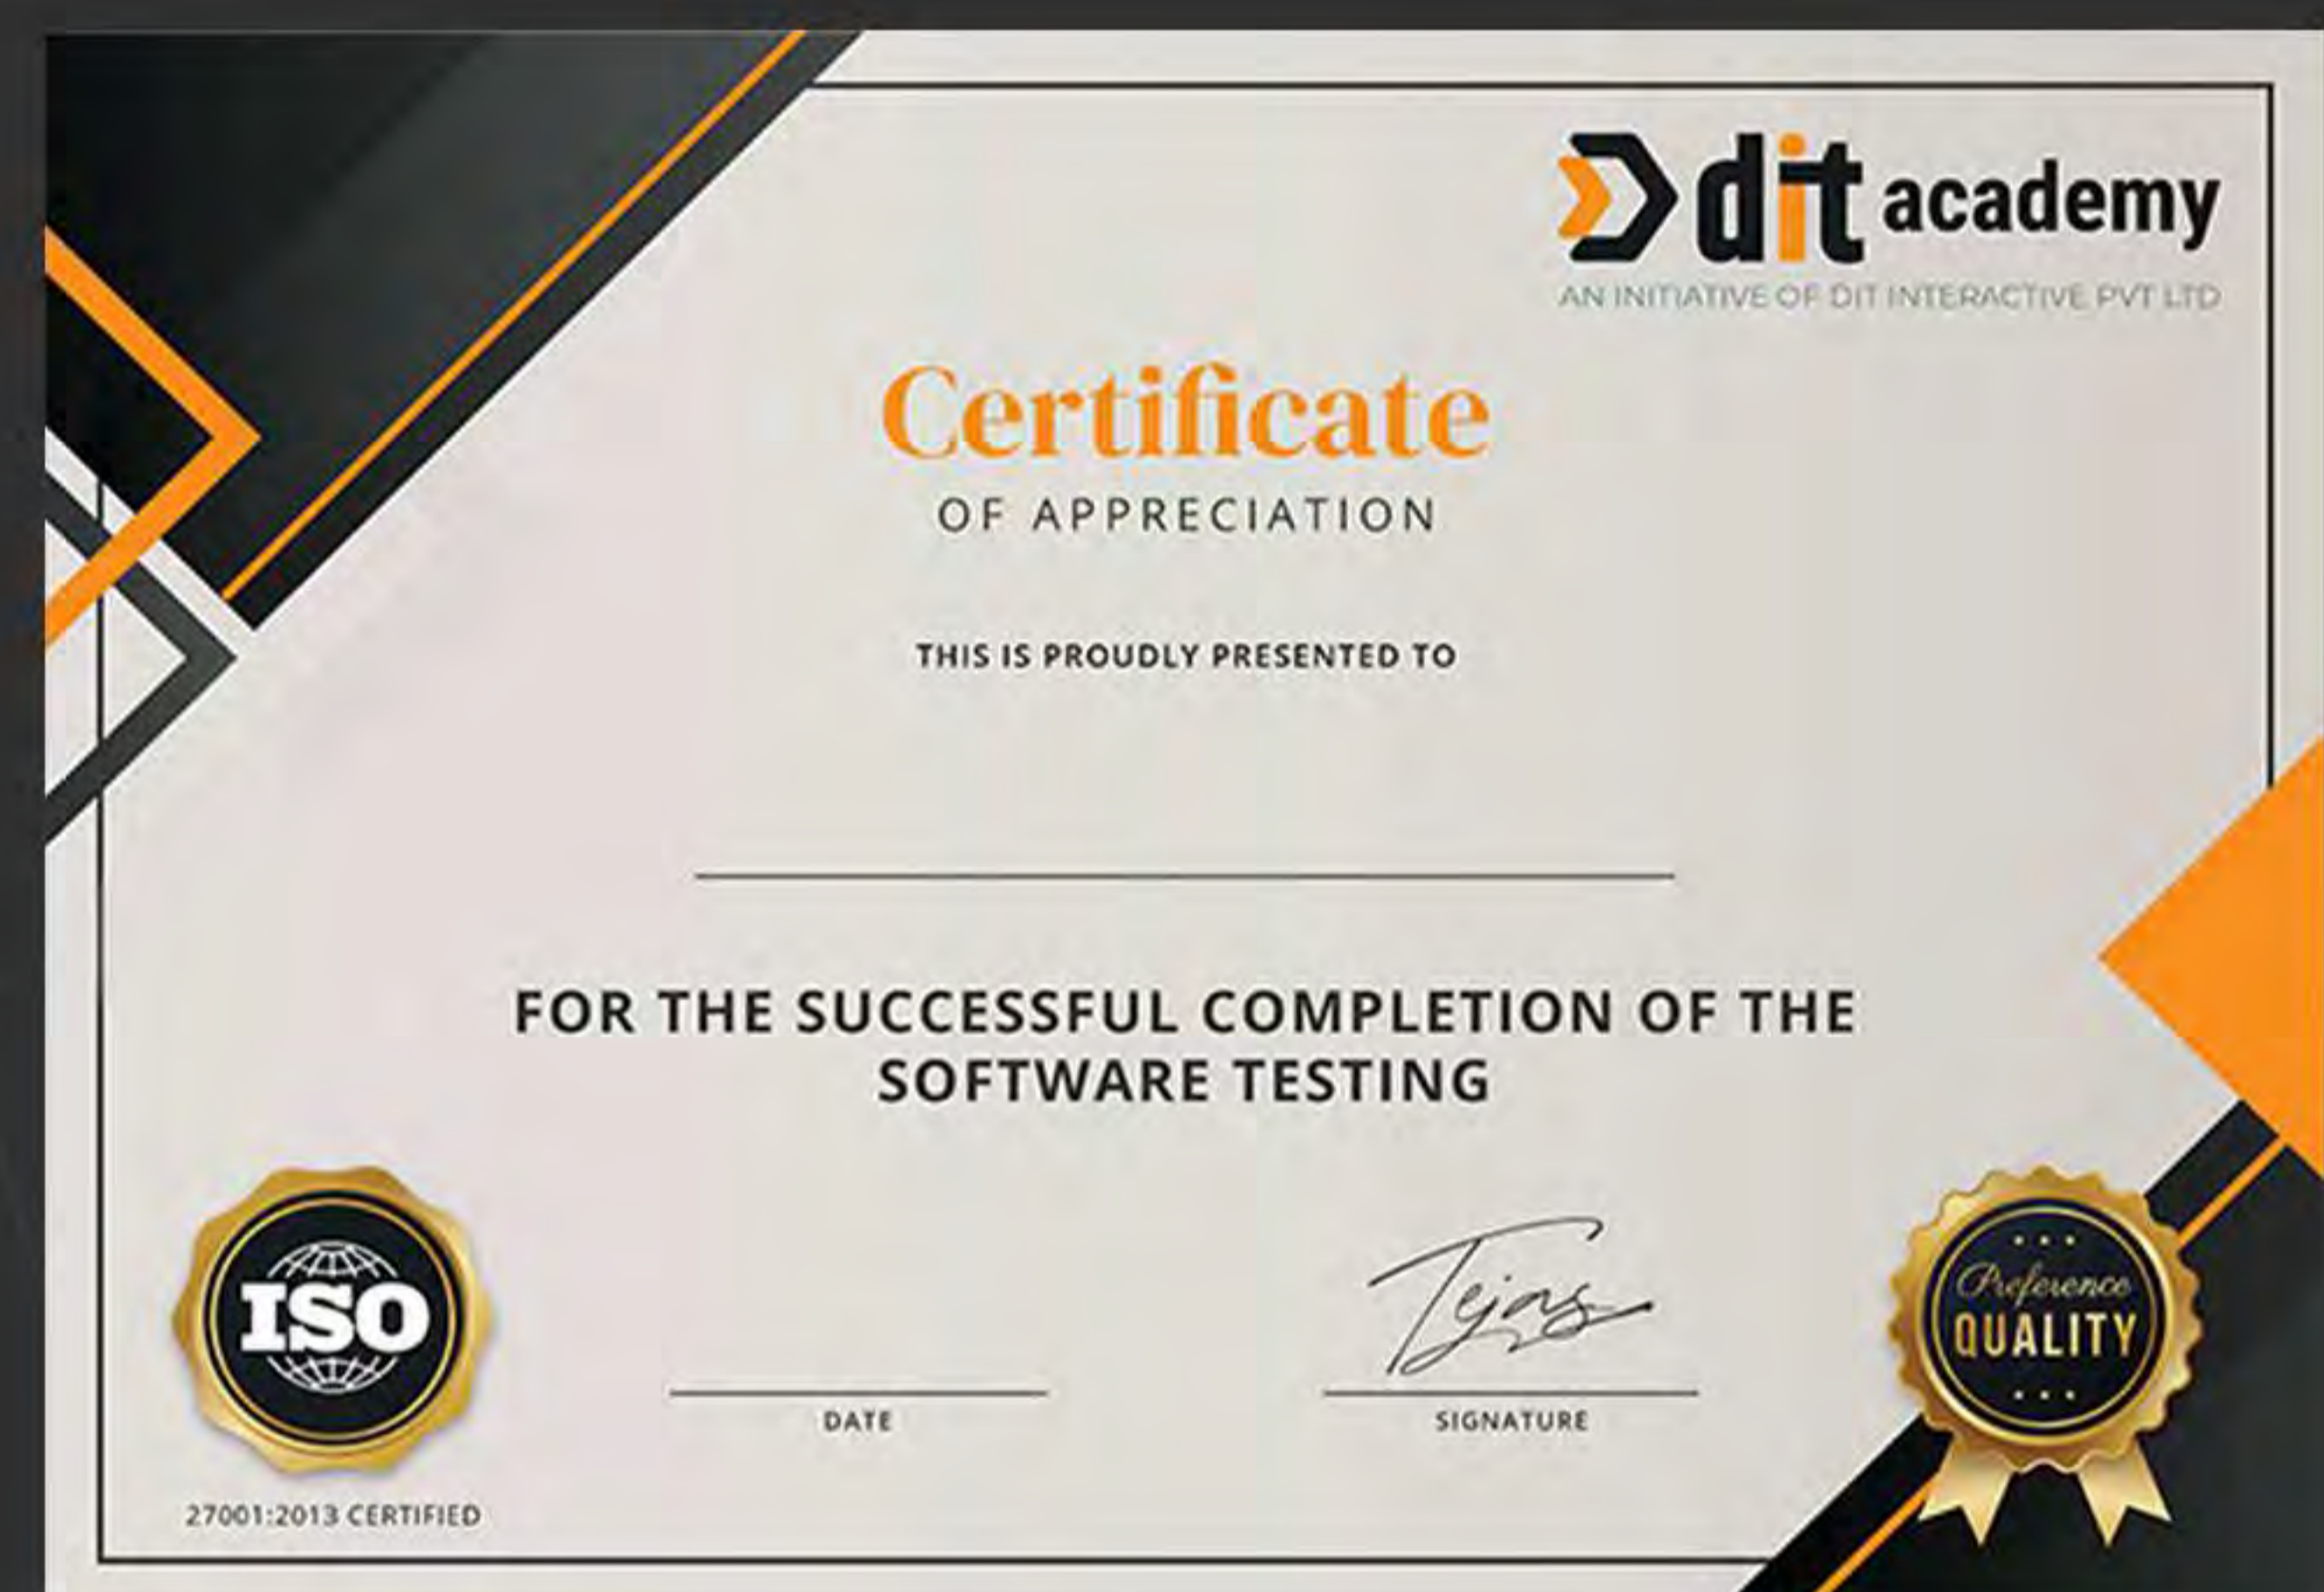 dit academy
AN INITIATIVE OF DIT INTERACTIVE PVT LTD
Certificate
OF APPRECIATION
THIS IS PROUDLY PRESENTED TO
FOR THE SUCCESSFUL COMPLETION OF THE
SOFTWARE TESTING
ISO
27001:2013 CERTIFIED
DATE
Tejas
SIGNATURE
Preference
QUALITY